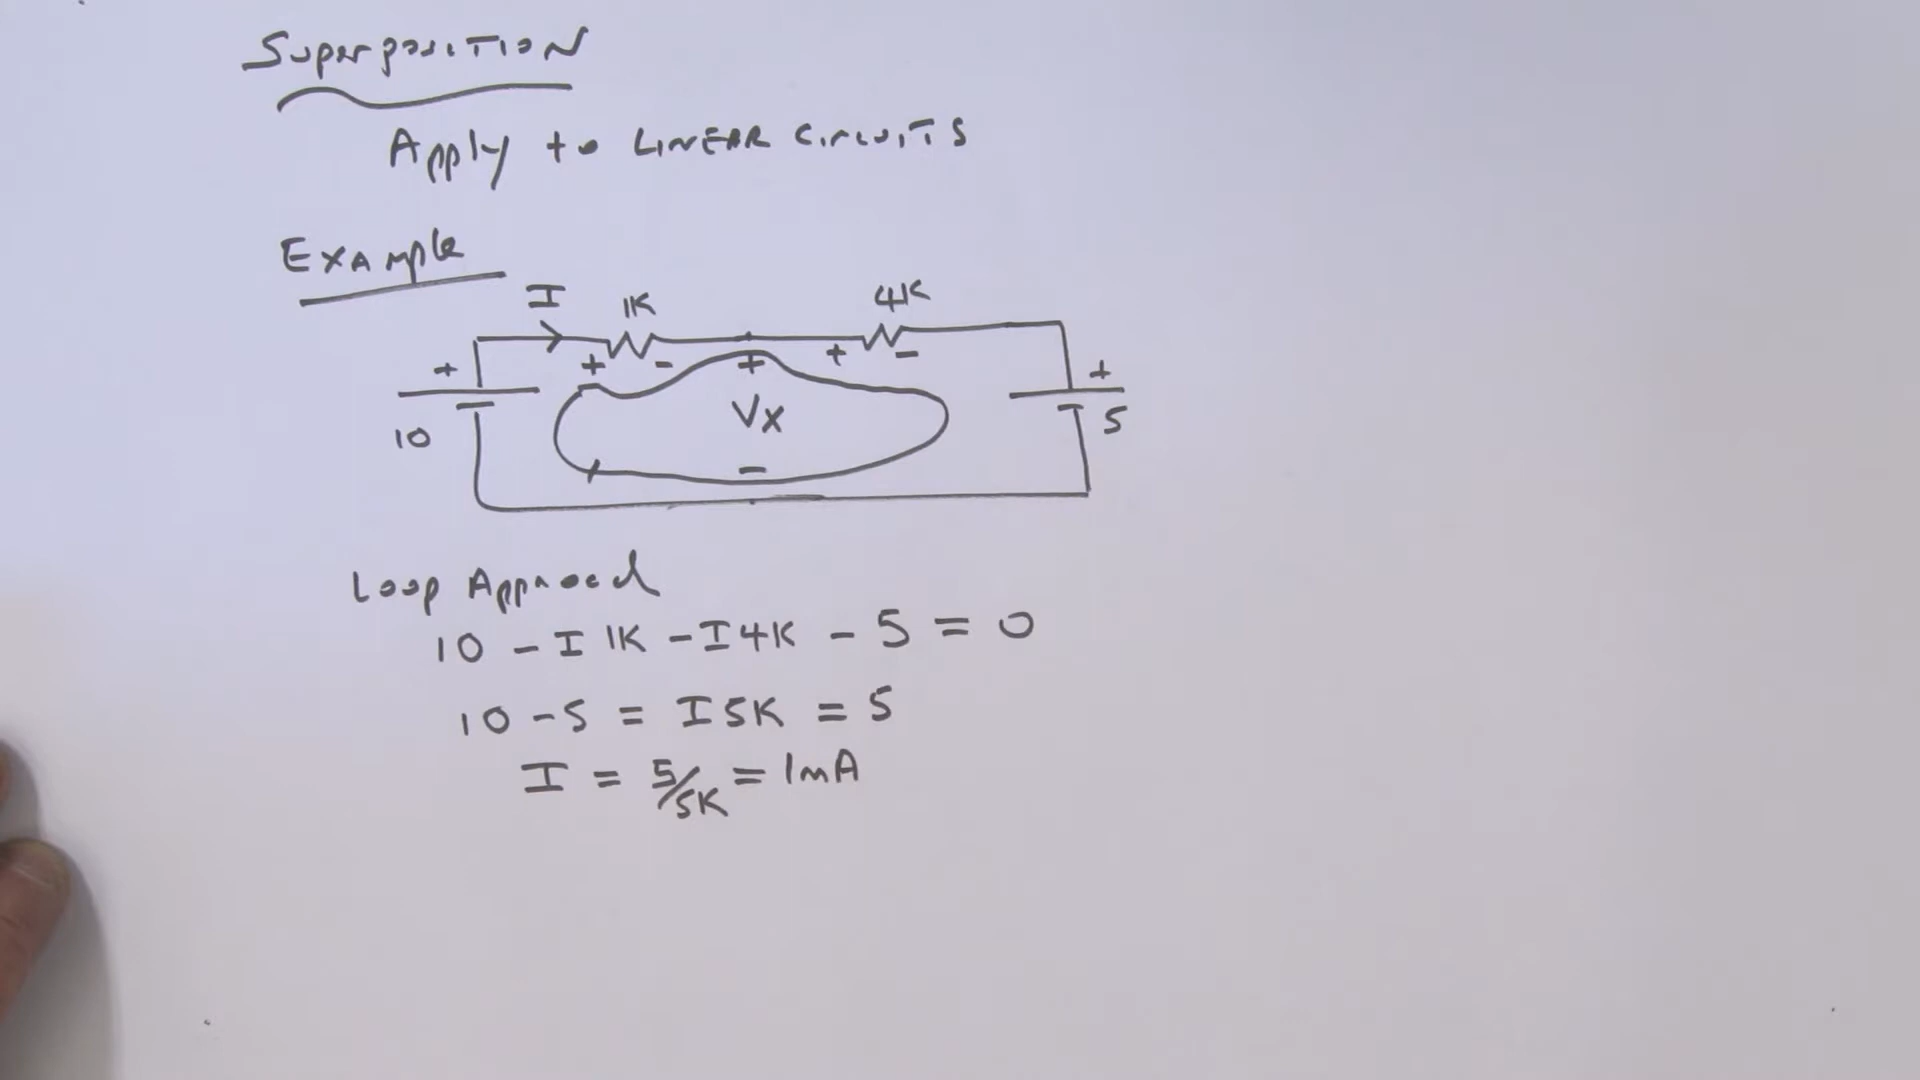 SuperposiTION
Apply to LINEAR CIrcuITS
Example
I 1K 4K
+ - + + -
+ Vx +
10 - 5
Loop Approach
10 - I 1K - I 4K - 5 = 0
10 - 5 = I 5K = 5
I = 5/5K = 1mA